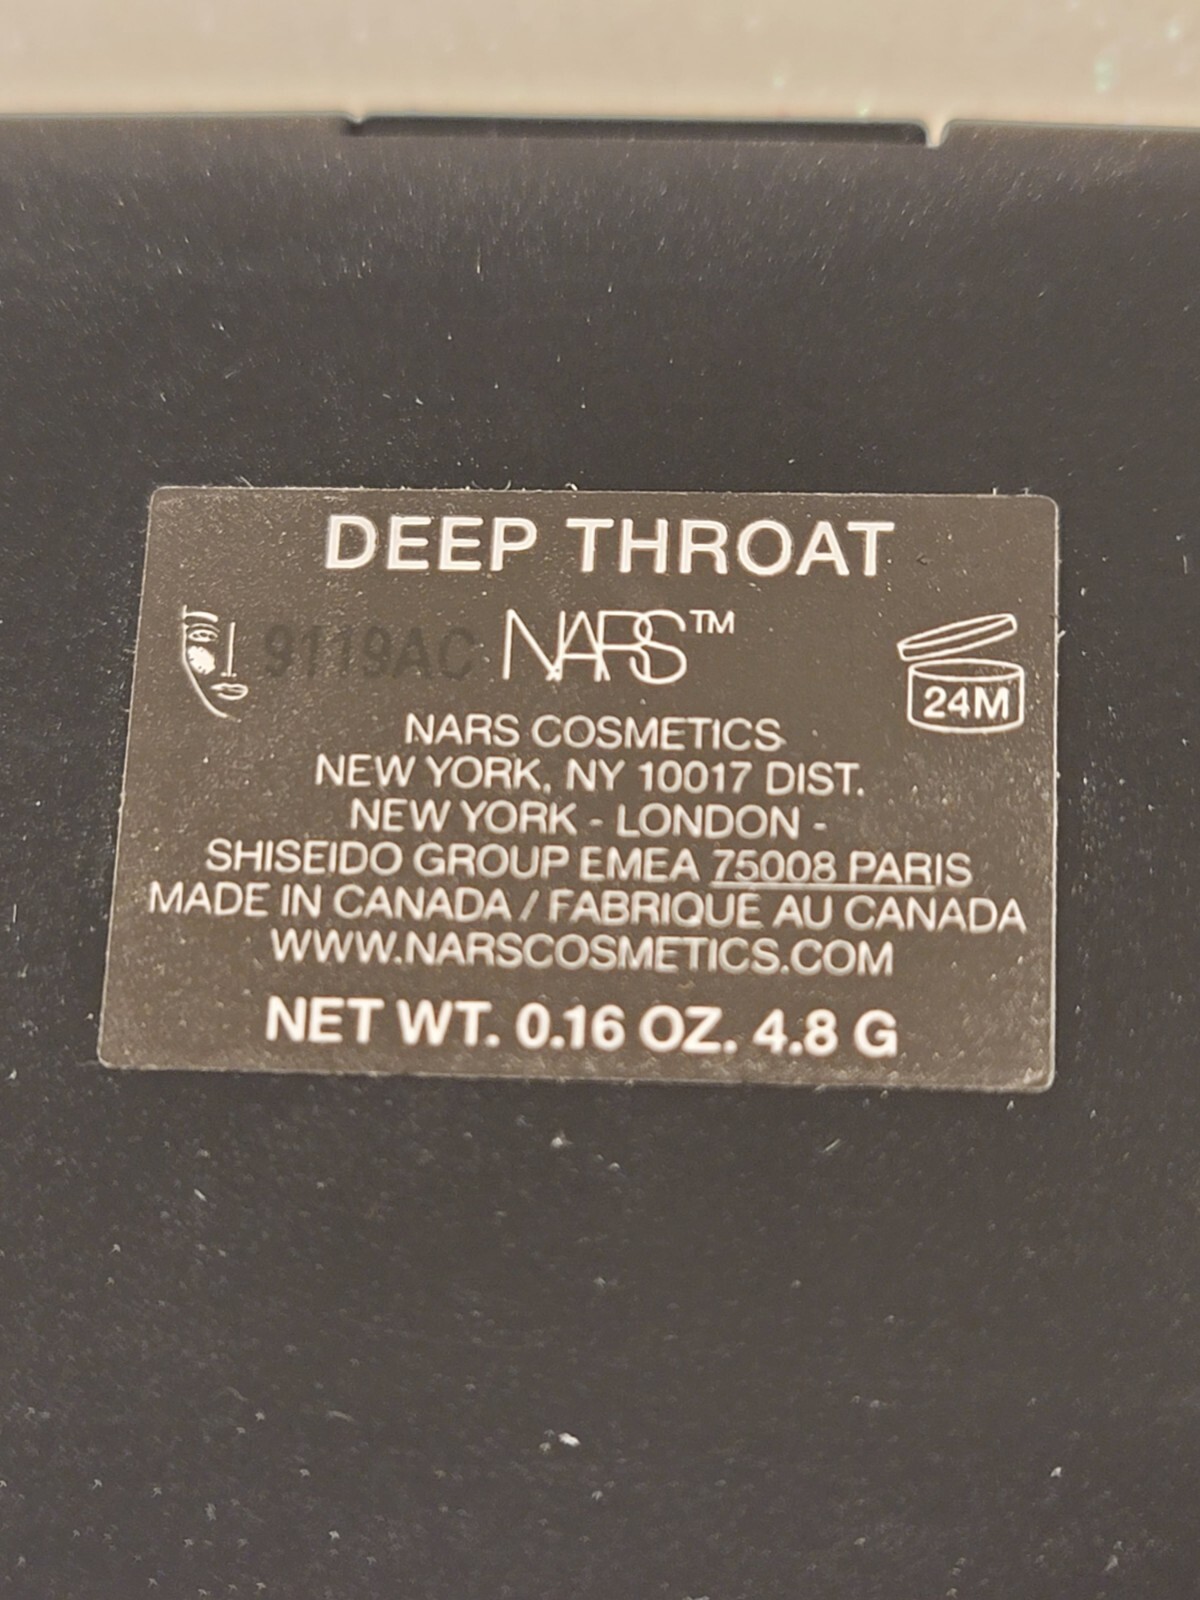 DEEP THROAT
9119AC NARS™
24M
NARS COSMETICS
NEW YORK, NY 10017 DIST.
NEW YORK - LONDON -
SHISEIDO GROUP EMEA 75008 PARIS
MADE IN CANADA / FABRIQUÉ AU CANADA
WWW.NARSCOSMETICS.COM
NET WT. 0.16 OZ. 4.8 G